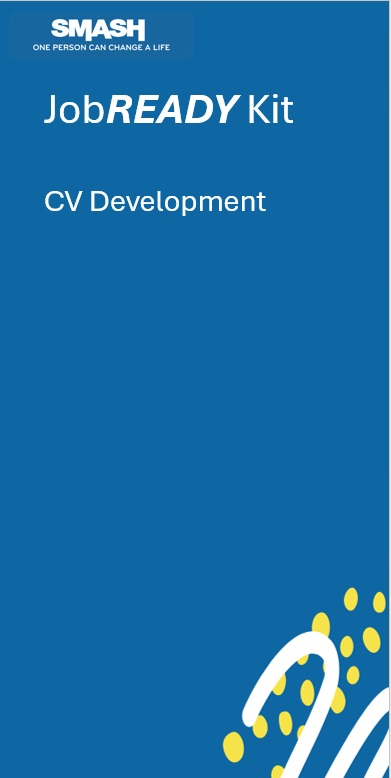 SMASH
ONE PERSON CAN CHANGE A LIFE
JobREADY Kit
CV Development